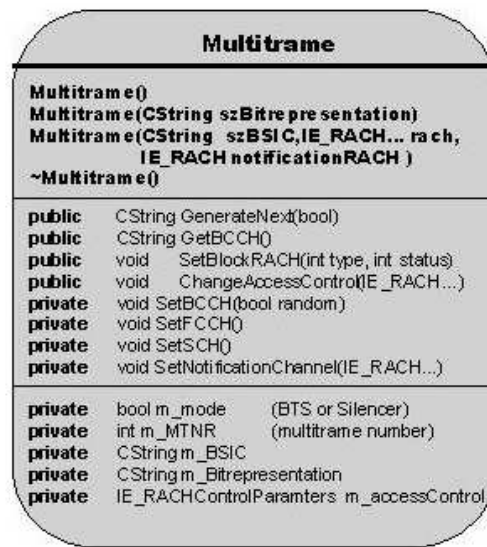 Multitrame
Multitrame()
Multitrame(CString szBitrepresentation)
Multitrame(CString szBSIC,IE_RACH... rach,
IE_RACH notificationRACH )
~Multitrame()
public CString GenerateNext(bool)
public CString GetBCCH()
public void SetBlockRACH(int type, int status)
public void ChangeAccessControl(IE_RACH...)
private void SetBCCH(bool random)
private void SetFCCH()
private void SetSCH()
private void SetNotificationChannel(IE_RACH...)
private bool m_mode (BTS or Silencer)
private int m_MTNR (multitrame number)
private CString m_BSIC
private CString m_Bitrepresentation
private IE_RACHControlParamters m_accessControl